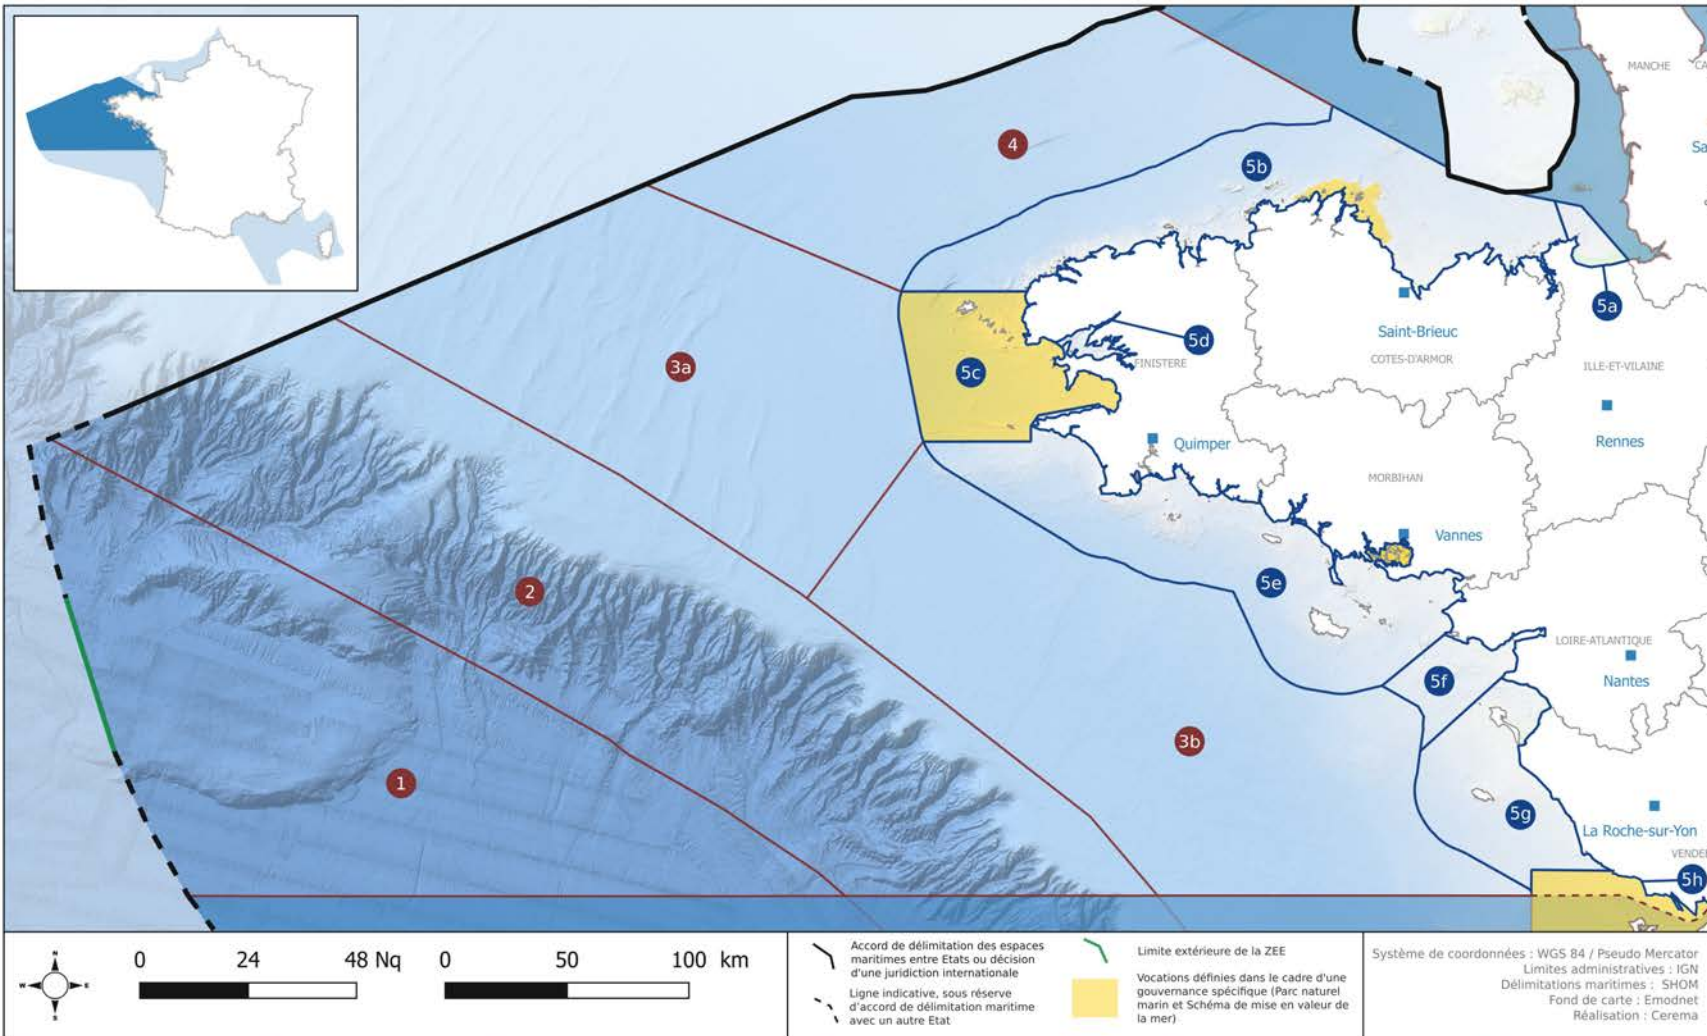 MANCHE
CA
Sa
4
5b
5a
3a
5c
5d
FINISTERE
Saint-Brieuc
COTES-D'ARMOR
ILLE-ET-VILAINE
Rennes
Quimper
MORBIHAN
Vannes
2
5e
LOIRE-ATLANTIQUE
Nantes
5f
3b
1
5g
La Roche-sur-Yon
VENDEE
5h
N
W E
S
0 24 48 Nq
0 50 100 km
Accord de délimitation des espaces
maritimes entre Etats ou décision
d'une juridiction internationale
Ligne indicative, sous réserve
d'accord de délimitation maritime
avec un autre Etat
Limite extérieure de la ZEE
Vocations définies dans le cadre d'une
gouvernance spécifique (Parc naturel
marin et Schéma de mise en valeur de
la mer)
Système de coordonnées : WGS 84 / Pseudo Mercator
Limites administratives : IGN
Délimitations maritimes : SHOM
Fond de carte : Emodnet
Réalisation : Cerema